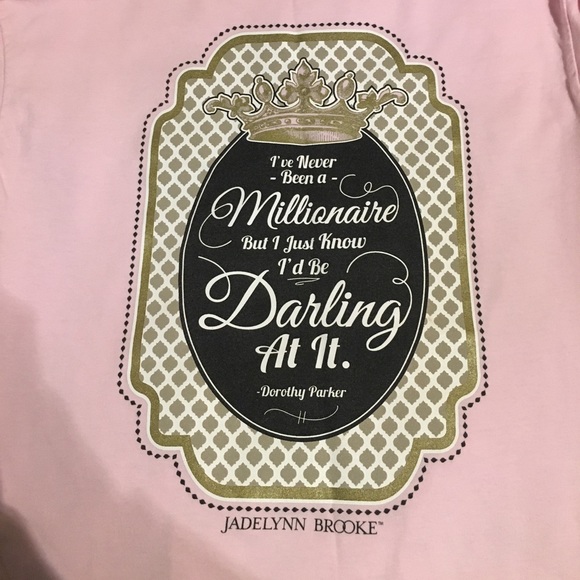 I've Never
- Been a -
Millionaire
But I Just Know
I'd Be
Darling
At It.
-Dorothy Parker
JADELYNN BROOKE™